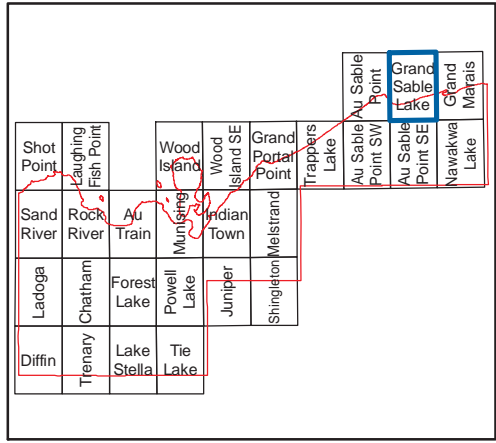 Au Sable
Point
Grand
Sable
Lake
Grand
Marais
Shot
Point
Laughing
Fish Point
Wood
Island
Wood
Island SE
Grand
Portal
Point
Trappers
Lake
Au Sable
Point SW
Au Sable
Point SE
Nawakwa
Lake
Sand
River
Rock
River
Au
Train
Munising
Indian
Town
Melstrand
Ladoga
Chatham
Forest
Lake
Powell
Lake
Juniper
Shingleton
Diffin
Trenary
Lake
Stella
Tie
Lake